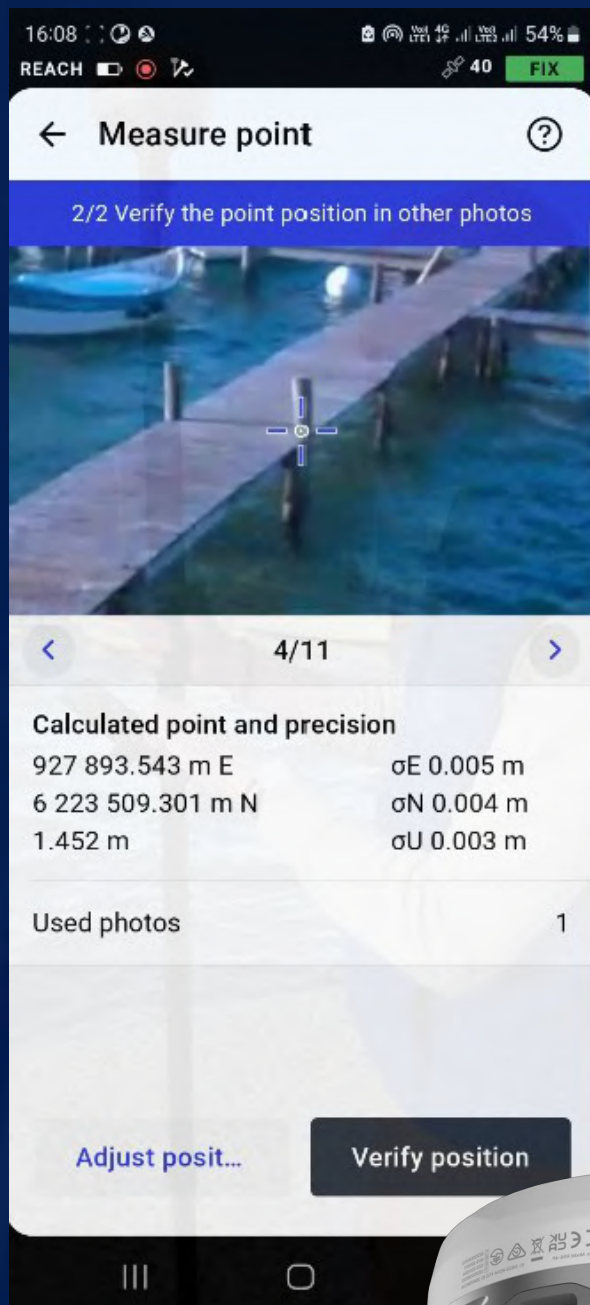 16:08 54%
REACH 40 FIX
Measure point
2/2 Verify the point position in other photos
4/11
Calculated point and precision
927 893.543 m E σE 0.005 m
6 223 509.301 m N σN 0.004 m
1.452 m σU 0.003 m
Used photos 1
Adjust posit... Verify position